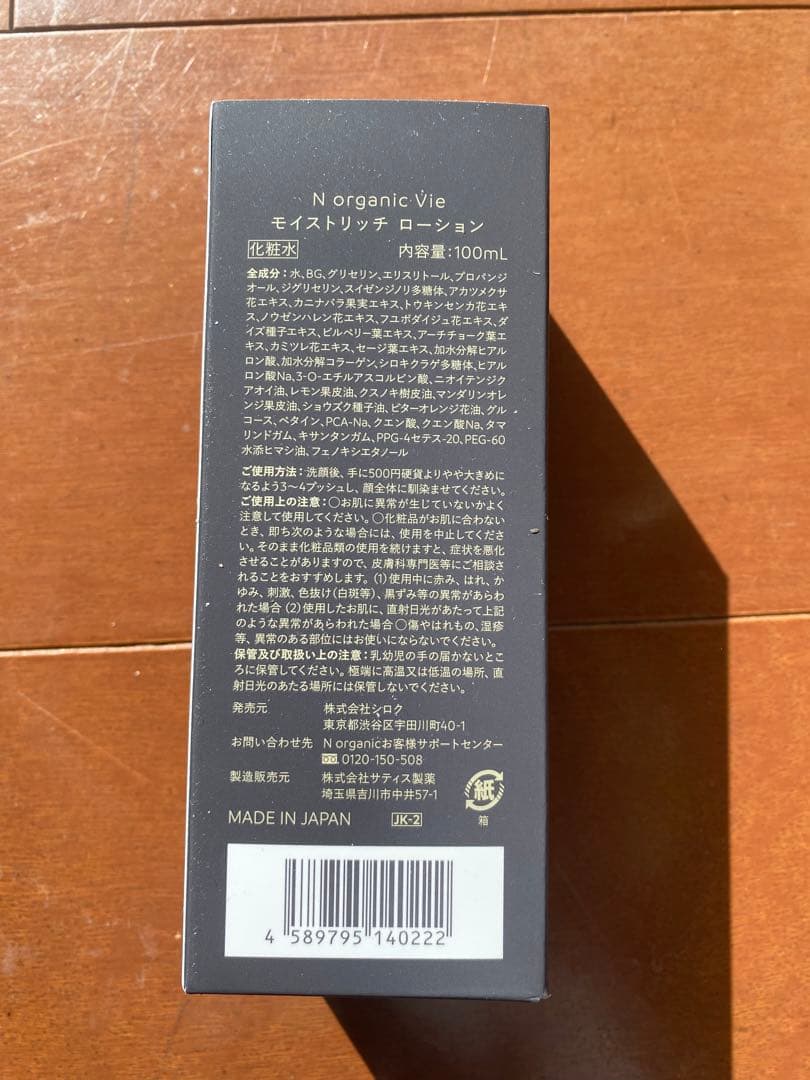 N organic Vie
モイストリッチ ローション
化粧水 内容量:100mL
全成分:水、BG、グリセリン、エリスリトール、プロパンジ
オール、ジグリセリン、スイゼンジノリ多糖体、アカツメクサ
花エキス、カニナバラ果実エキス、トウキンセンカ花エキ
ス、ノウゼンハレン花エキス、フユボダイジュ花エキス、ダ
イズ種子エキス、ビルベリー葉エキス、アーチチョーク葉エ
キス、カミツレ花エキス、セージ葉エキス、加水分解ヒアル
ロン酸、加水分解コラーゲン、シロキクラゲ多糖体、ヒアル
ロン酸Na、3-O-エチルアスコルビン酸、ニオイテンジク
アオイ油、レモン果皮油、クスノキ樹皮油、マンダリンオレ
ンジ果皮油、ショウズク種子油、ビターオレンジ花油、グル
コース、ベタイン、PCA-Na、クエン酸、クエン酸Na、タマ
リンドガム、キサンタンガム、PPG-4セテス-20、PEG-60
水添ヒマシ油、フェノキシエタノール
ご使用方法:洗顔後、手に500円硬貨よりやや大きめに
なるよう3〜4プッシュし、顔全体に馴染ませてください。
ご使用上の注意:○お肌に異常が生じていないかよく
注意して使用してください。○化粧品がお肌に合わない
とき、即ち次のような場合には、使用を中止してくださ
い。そのまま化粧品類の使用を続けますと、症状を悪化
させることがありますので、皮膚科専門医等にご相談さ
れることをおすすめします。(1)使用中に赤み、はれ、か
ゆみ、刺激、色抜け(白斑等)、黒ずみ等の異常があらわ
れた場合 (2)使用したお肌に、直射日光があたって上記
のような異常があらわれた場合 ○傷やはれもの、湿疹
等、異常のある部位にはお使いにならないでください。
保管及び取扱い上の注意:乳幼児の手の届かないとこ
ろに保管してください。極端に高温又は低温の場所、直
射日光のあたる場所には保管しないでください。
発売元 株式会社シロク
東京都渋谷区宇田川町40-1
お問い合わせ先 N organicお客様サポートセンター
0120-150-508
製造販売元 株式会社サティス製薬
埼玉県吉川市中井57-1
紙
箱
MADE IN JAPAN JK-2
4 589795 140222